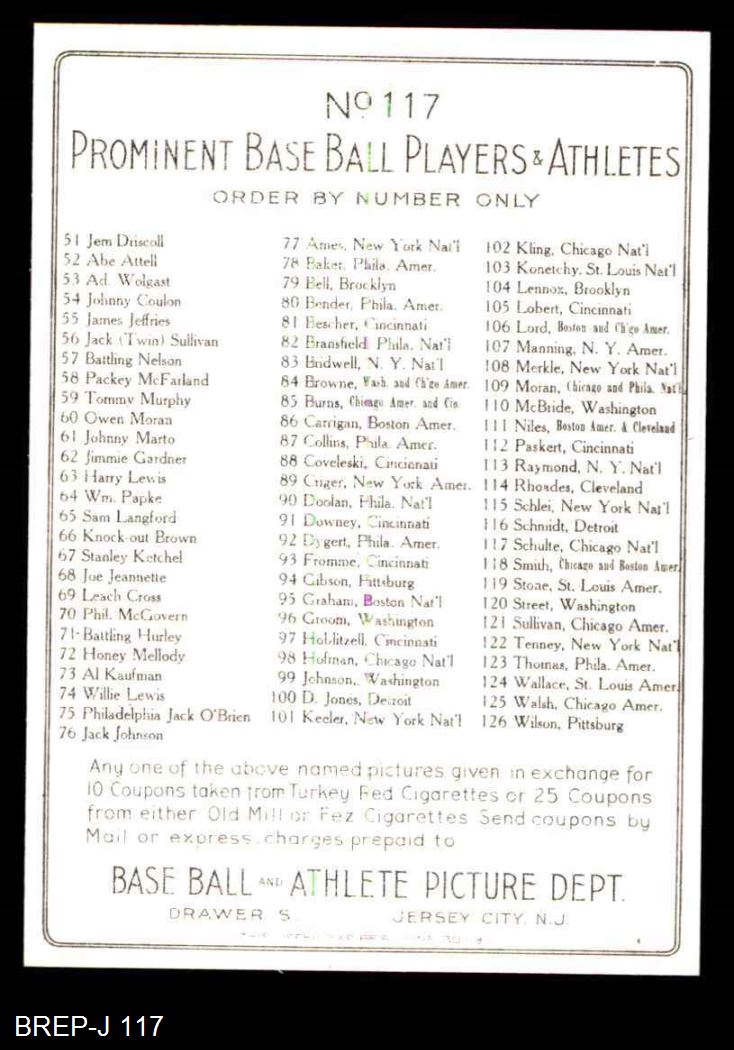 No 117
PROMINENT BASE BALL PLAYERS & ATHLETES
ORDER BY NUMBER ONLY
51 Jem Driscoll
52 Abe Attell
53 Ad. Wolgast
54 Johnny Coulon
55 James Jeffries
56 Jack (Twin) Sullivan
57 Battling Nelson
58 Packey McFarland
59 Tommy Murphy
60 Owen Moran
61 Johnny Marto
62 Jimmie Gardner
63 Harry Lewis
64 Wm. Papke
65 Sam Langford
66 Knock-out Brown
67 Stanley Ketchel
68 Joe Jeannette
69 Leach Cross
70 Phil. McGovern
71 Battling Hurley
72 Honey Mellody
73 Al Kaufman
74 Willie Lewis
75 Philadelphia Jack O'Brien
76 Jack Johnson
77 Ames, New York Nat'l
78 Baker, Phila. Amer.
79 Bell, Brooklyn
80 Bender, Phila. Amer.
81 Bescher, Cincinnati
82 Bransfield Phila. Nat'l
83 Bridwell, N. Y. Nat'l
84 Browne, Wash. and Ch'go Amer.
85 Burns, Chicago Amer. and Cin.
86 Carrigan, Boston Amer.
87 Collins, Phila. Amer.
88 Coveleski, Cincinnati
89 Criger, New York Amer.
90 Doolan, Phila. Nat'l
91 Downey, Cincinnati
92 Dygert, Phila. Amer.
93 Fromme, Cincinnati
94 Gibson, Pittsburg
95 Graham, Boston Nat'l
96 Groom, Washington
97 Hoblitzell, Cincinnati
98 Hofman, Chicago Nat'l
99 Johnson, Washington
100 D. Jones, Detroit
101 Keeler, New York Nat'l
102 Kling, Chicago Nat'l
103 Konetchy, St. Louis Nat'l
104 Lennox, Brooklyn
105 Lobert, Cincinnati
106 Lord, Boston and Ch'go Amer.
107 Manning, N. Y. Amer.
108 Merkle, New York Nat'l
109 Moran, Chicago and Phila. Nat'l
110 McBride, Washington
111 Niles, Boston Amer. & Cleveland
112 Paskert, Cincinnati
113 Raymond, N. Y. Nat'l
114 Rhoades, Cleveland
115 Schlei, New York Nat'l
116 Schmidt, Detroit
117 Schulte, Chicago Nat'l
118 Smith, Chicago and Boston Amer.
119 Stone, St. Louis Amer.
120 Street, Washington
121 Sullivan, Chicago Amer.
122 Tenney, New York Nat'l
123 Thomas, Phila. Amer.
124 Wallace, St. Louis Amer.
125 Walsh, Chicago Amer.
126 Wilson, Pittsburg
Any one of the above named pictures given in exchange for
10 Coupons taken from Turkey Red Cigarettes or 25 Coupons
from either Old Mill or Fez Cigarettes Send coupons by
Mail or express, charges prepaid to
BASE BALL AND ATHLETE PICTURE DEPT.
DRAWER S. JERSEY CITY, N.J.
BREP-J 117